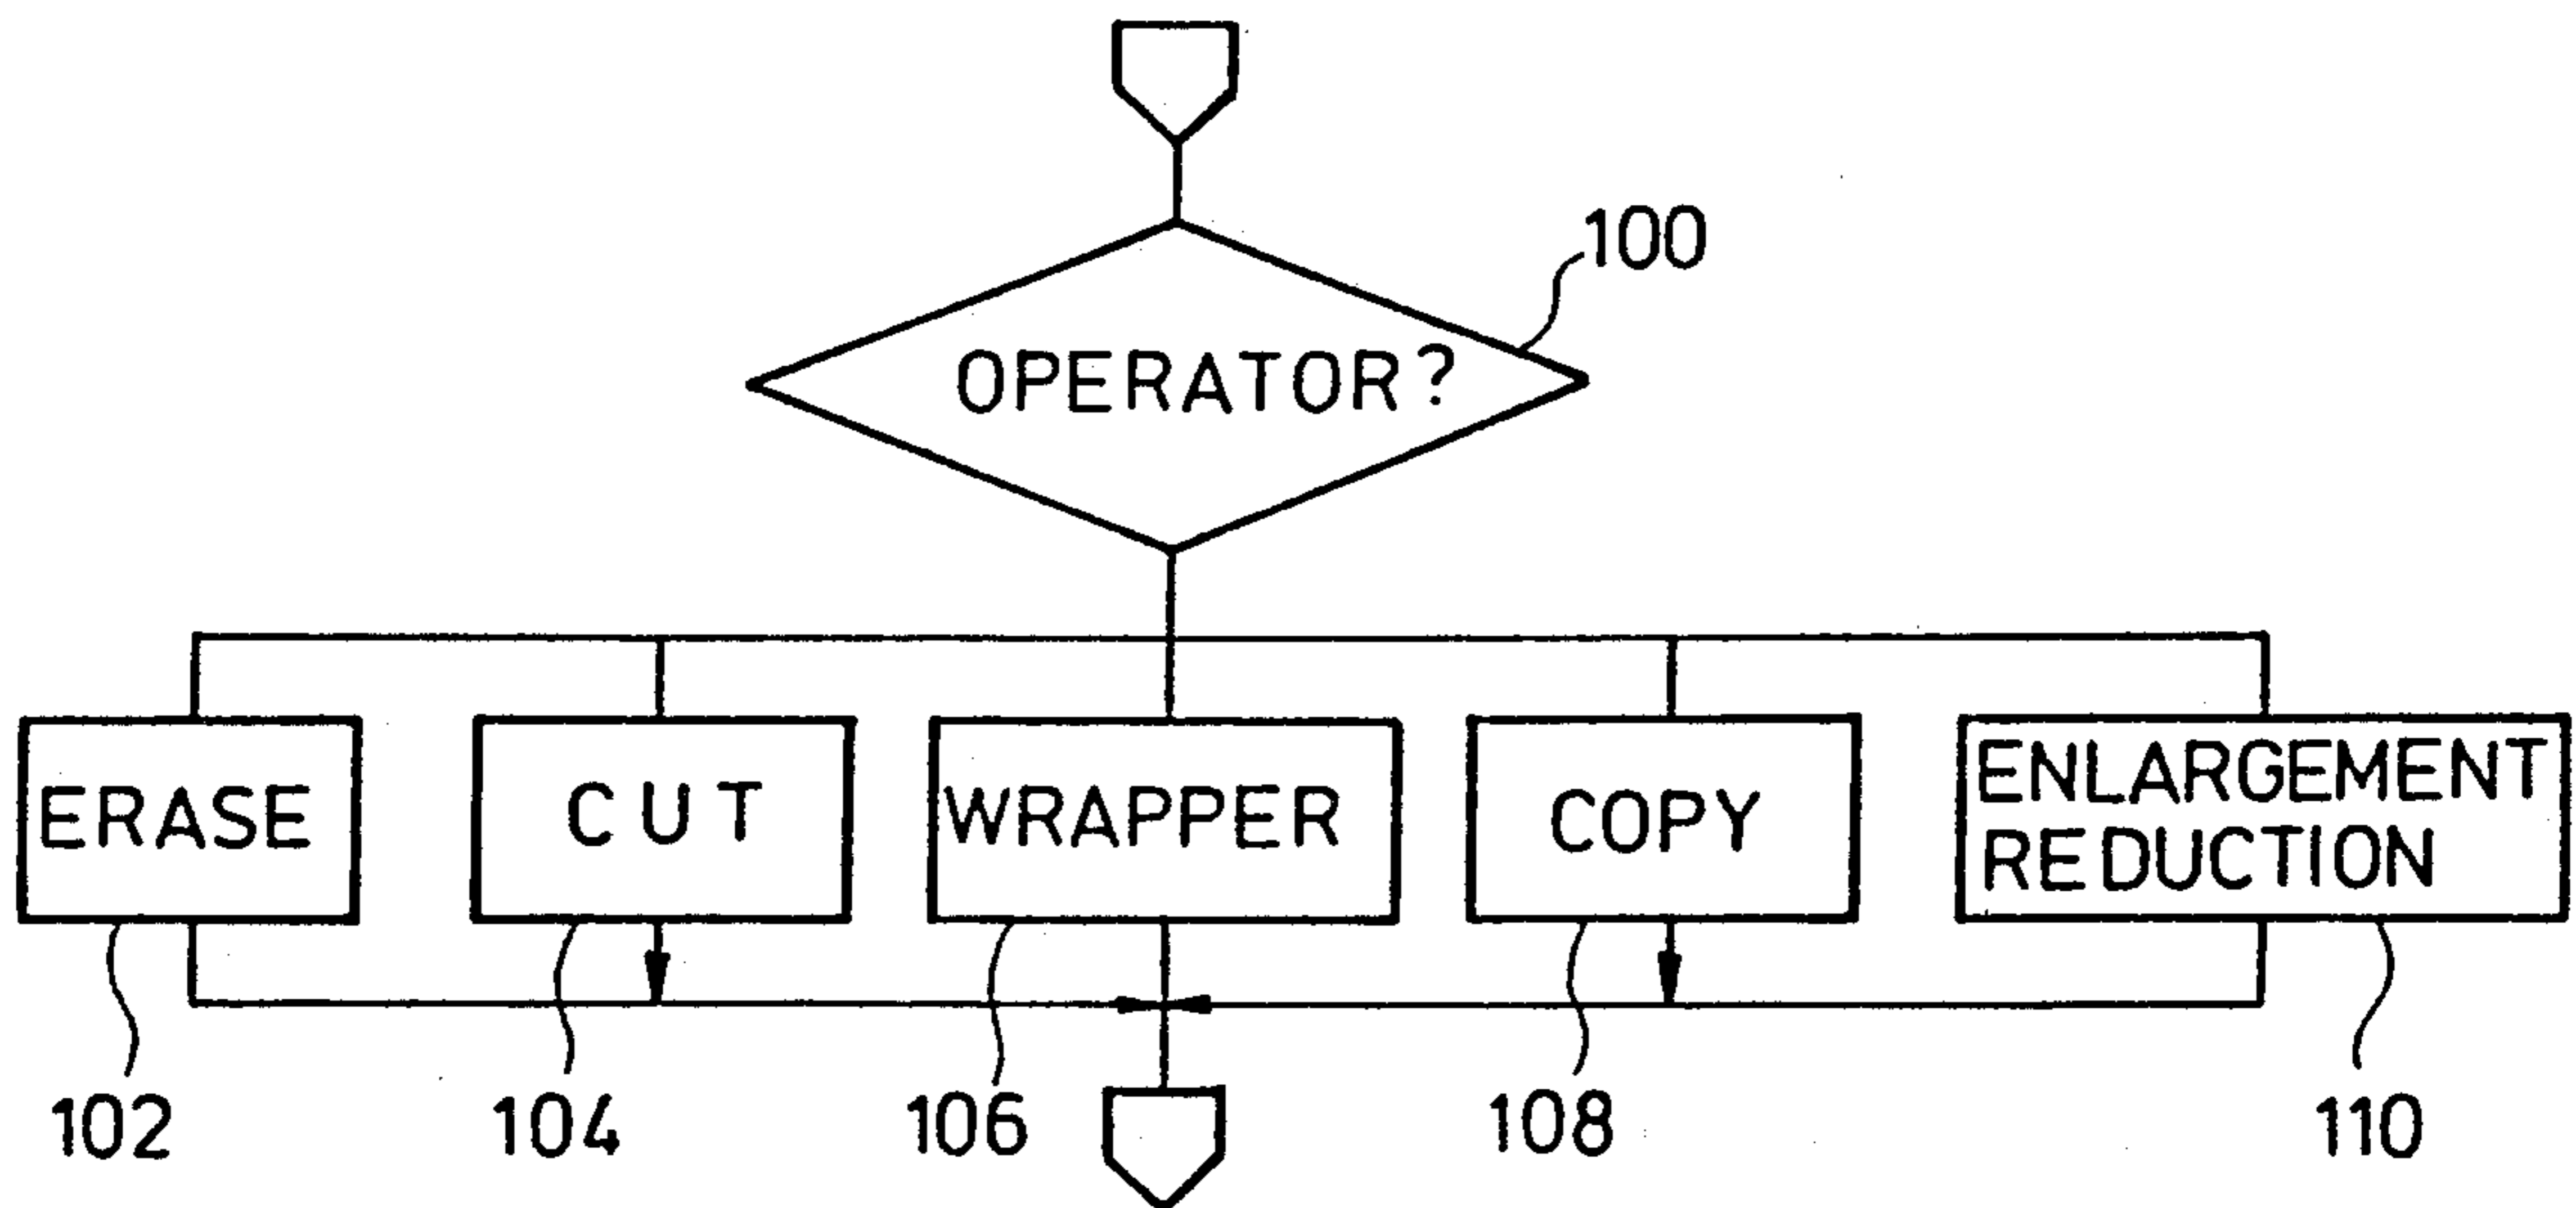 100
OPERATOR?
ERASE
CUT
WRAPPER
COPY
ENLARGEMENT
REDUCTION
102
104
106
108
110